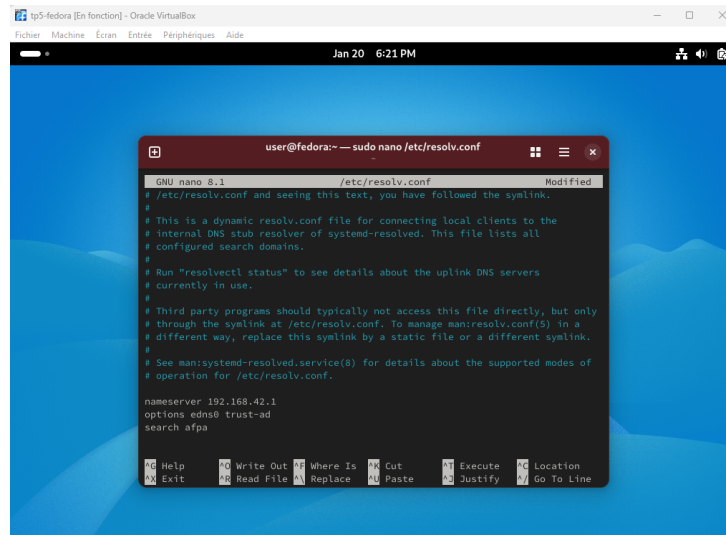 tp5-fedora [En fonction] - Oracle VirtualBox
Fichier Machine Écran Entrée Périphériques Aide
Jan 20 6:21 PM
user@fedora:~ — sudo nano /etc/resolv.conf
GNU nano 8.1 /etc/resolv.conf Modified
# /etc/resolv.conf and seeing this text, you have followed the symlink.
#
# This is a dynamic resolv.conf file for connecting local clients to the
# internal DNS stub resolver of systemd-resolved. This file lists all
# configured search domains.
#
# Run "resolvectl status" to see details about the uplink DNS servers
# currently in use.
#
# Third party programs should typically not access this file directly, but only
# through the symlink at /etc/resolv.conf. To manage man:resolv.conf(5) in a
# different way, replace this symlink by a static file or a different symlink.
#
# See man:systemd-resolved.service(8) for details about the supported modes of
# operation for /etc/resolv.conf.
nameserver 192.168.42.1
options edns0 trust-ad
search afpa
^G Help ^O Write Out ^F Where Is ^K Cut ^T Execute ^C Location
^X Exit ^R Read File ^\ Replace ^U Paste ^J Justify ^/ Go To Line